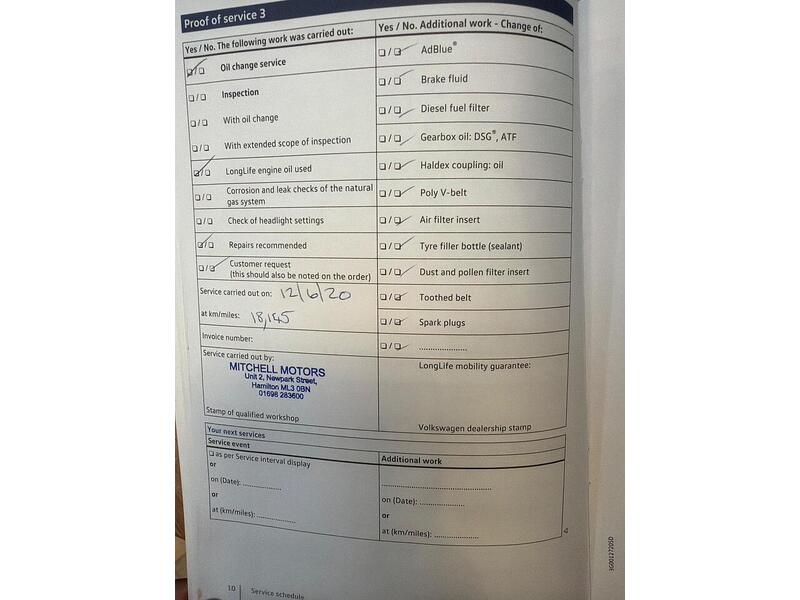 Proof of service 3
Yes / No. The following work was carried out:
Oil change service
Inspection
With oil change
With extended scope of inspection
LongLife engine oil used
Corrosion and leak checks of the natural
gas system
Check of headlight settings
Repairs recommended
Customer request
(this should also be noted on the order)
Service carried out on: 12/6/20
at km/miles: 18,145
Invoice number:
Service carried out by:
MITCHELL MOTORS
Unit 2, Newpark Street,
Hamilton ML3 0BN
01698 283600
Stamp of qualified workshop
Yes / No. Additional work - Change of:
AdBlue®
Brake fluid
Diesel fuel filter
Gearbox oil: DSG®, ATF
Haldex coupling: oil
Poly V-belt
Air filter insert
Tyre filler bottle (sealant)
Dust and pollen filter insert
Toothed belt
Spark plugs
......................
LongLife mobility guarantee:
Volkswagen dealership stamp
Your next services
Service event
as per Service interval display
or
on (Date): ..................
or
at (km/miles): ..................
Additional work
..................................................
on (Date): .....................
or
at (km/miles): .....................
10 Service schedule
3G0012720SD